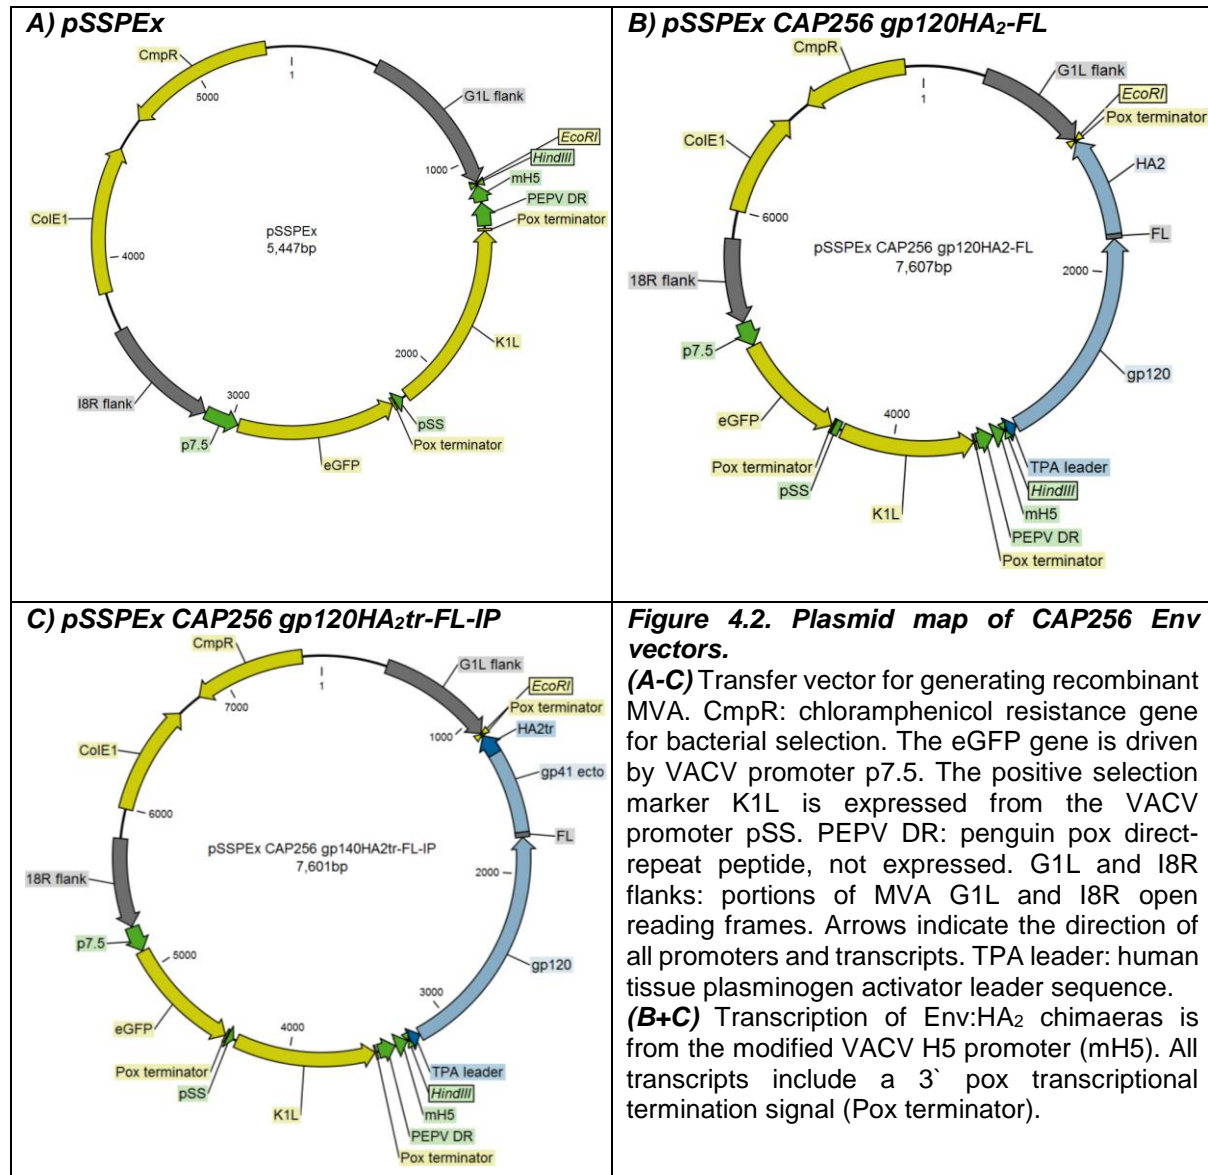 A) pSSPEx
CmpR
1
5000
G1L flank
EcoRI
HindIII
1000
mH5
PEPV DR
Pox terminator
ColE1
pSSPEx
5,447bp
4000
K1L
2000
I8R flank
3000
pSS
p7.5
Pox terminator
eGFP
B) pSSPEx CAP256 gp120HA2-FL
CmpR
1
G1L flank
EcoRI
Pox terminator
ColE1
HA2
6000
FL
pSSPEx CAP256 gp120HA2-FL
7,607bp
2000
18R flank
p7.5
gp120
eGFP
4000
Pox terminator
TPA leader
pSS
HindIII
K1L
mH5
PEPV DR
Pox terminator
C) pSSPEx CAP256 gp120HA2tr-FL-IP
CmpR
1
G1L flank
EcoRI
7000
Pox terminator
1000
HA2tr
ColE1
gp41 ecto
6000
FL
pSSPEx CAP256 gp140HA2tr-FL-IP
7,601bp
2000
18R flank
p7.5
5000
gp120
3000
eGFP
4000
Pox terminator
TPA leader
pSS
HindIII
K1L
mH5
PEPV DR
Pox terminator
Figure 4.2. Plasmid map of CAP256 Env
vectors.
(A-C) Transfer vector for generating recombinant
MVA. CmpR: chloramphenicol resistance gene
for bacterial selection. The eGFP gene is driven
by VACV promoter p7.5. The positive selection
marker K1L is expressed from the VACV
promoter pSS. PEPV DR: penguin pox direct-
repeat peptide, not expressed. G1L and I8R
flanks: portions of MVA G1L and I8R open
reading frames. Arrows indicate the direction of
all promoters and transcripts. TPA leader: human
tissue plasminogen activator leader sequence.
(B+C) Transcription of Env:HA2 chimaeras is
from the modified VACV H5 promoter (mH5). All
transcripts include a 3` pox transcriptional
termination signal (Pox terminator).